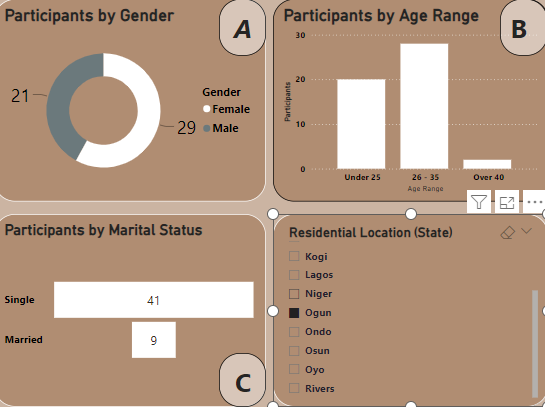 Participants by Gender
A
21
29
Gender
Female
Male
Participants by Age Range
B
Participants
30
20
10
0
Under 25
26 - 35
Over 40
Age Range
Participants by Marital Status
Single
41
Married
9
C
Residential Location (State)
Kogi
Lagos
Niger
Ogun
Ondo
Osun
Oyo
Rivers